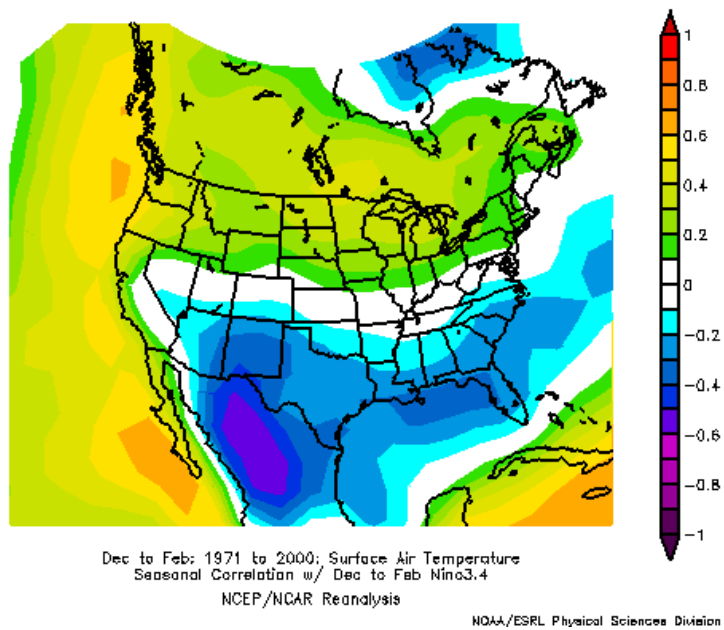 1
0.8
0.6
0.4
0.2
0
-0.2
-0.4
-0.6
-0.8
-1
Dec to Feb: 1971 to 2000: Surface Air Temperature
Seasonal Correlation w/ Dec to Feb Nino3.4
NCEP/NCAR Reanalysis
NOAA/ESRL Physical Sciences Division